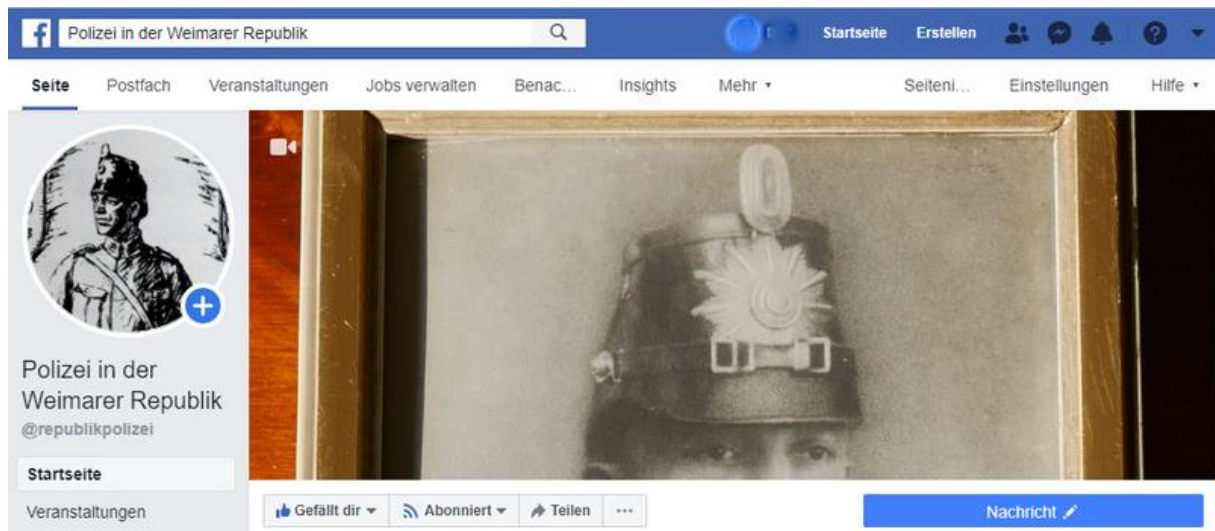 Polizei in der Weimarer Republik
Startseite Erstellen
Seite Postfach Veranstaltungen Jobs verwalten Benac... Insights Mehr Seiteni... Einstellungen Hilfe
Polizei in der
Weimarer Republik
@republikpolizei
Startseite
Veranstaltungen
Gefällt dir Abonniert Teilen ...
Nachricht